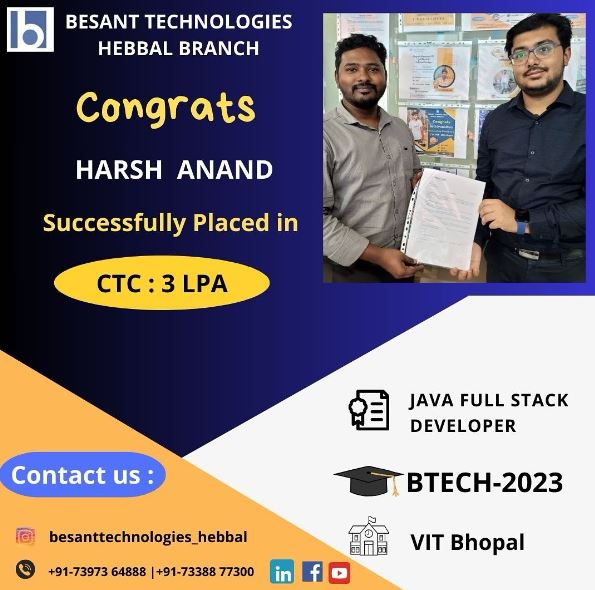 BESANT TECHNOLOGIES
HEBBAL BRANCH
Congrats
HARSH ANAND
Successfully Placed in
CTC : 3 LPA
JAVA FULL STACK
DEVELOPER
BTECH-2023
VIT Bhopal
Contact us :
besanttechnologies_hebbal
+91-73973 64888 |+91-73388 77300